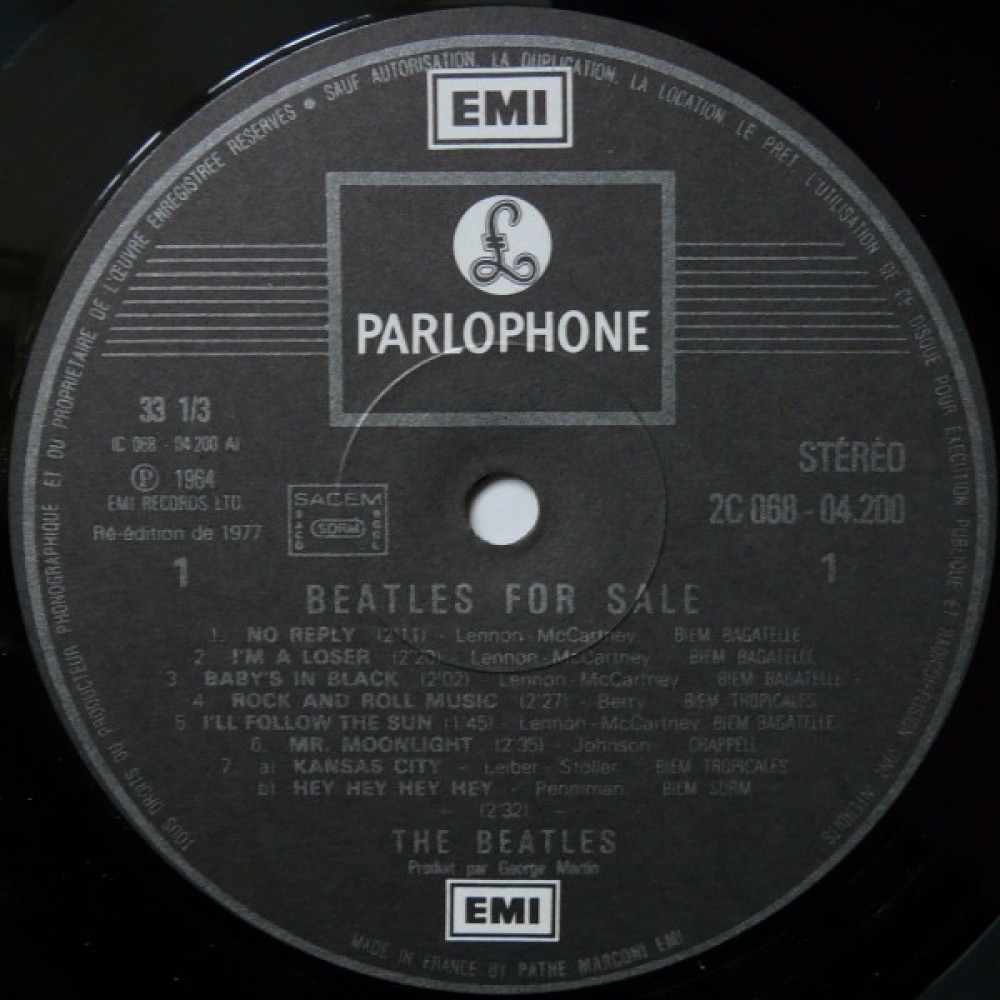 TOUS DROITS DU PRODUCTEUR PHONOGRAPHIQUE ET DU PROPRIETAIRE DE L'ŒUVRE ENREGISTREE RESERVES • SAUF AUTORISATION, LA DUPLICATION, LA LOCATION, LE PRET, L'UTILISATION DE CE DISQUE POUR EXECUTION PUBLIQUE ET RADIODIFFUSION SONT INTERDITS
EMI
£
PARLOPHONE
33 1/3
(C 068 - 04.200 A)
Ⓟ 1964
EMI RECORDS LTD.
Ré-édition de 1977
1
SACEM
SDRM
STÉRÉO
2C 068-04.200
1
BEATLES FOR SALE
1. NO REPLY (2'11) - Lennon-McCartney BIEM BAGATELLE
2 I'M A LOSER - Lennon-McCartney BIEM BAGATELLE
3 BABY'S IN BLACK (2'02) - Lennon-McCartney BIEM BAGATELLE
4 ROCK AND ROLL MUSIC (2'27) - Berry BIEM TROPICALES
5 I'LL FOLLOW THE SUN (1'45) - Lennon-McCartney BIEM BAGATELLE
6. MR. MOONLIGHT (2'35) - Johnson CHAPPELL
7 a) KANSAS CITY - Leiber - Stoller BIEM TROPICALES
b) HEY HEY HEY HEY - Penniman BIEM SDRM
- (2'32) -
THE BEATLES
Produit par George Martin
EMI
MADE IN FRANCE BY PATHE MARCONI EMI